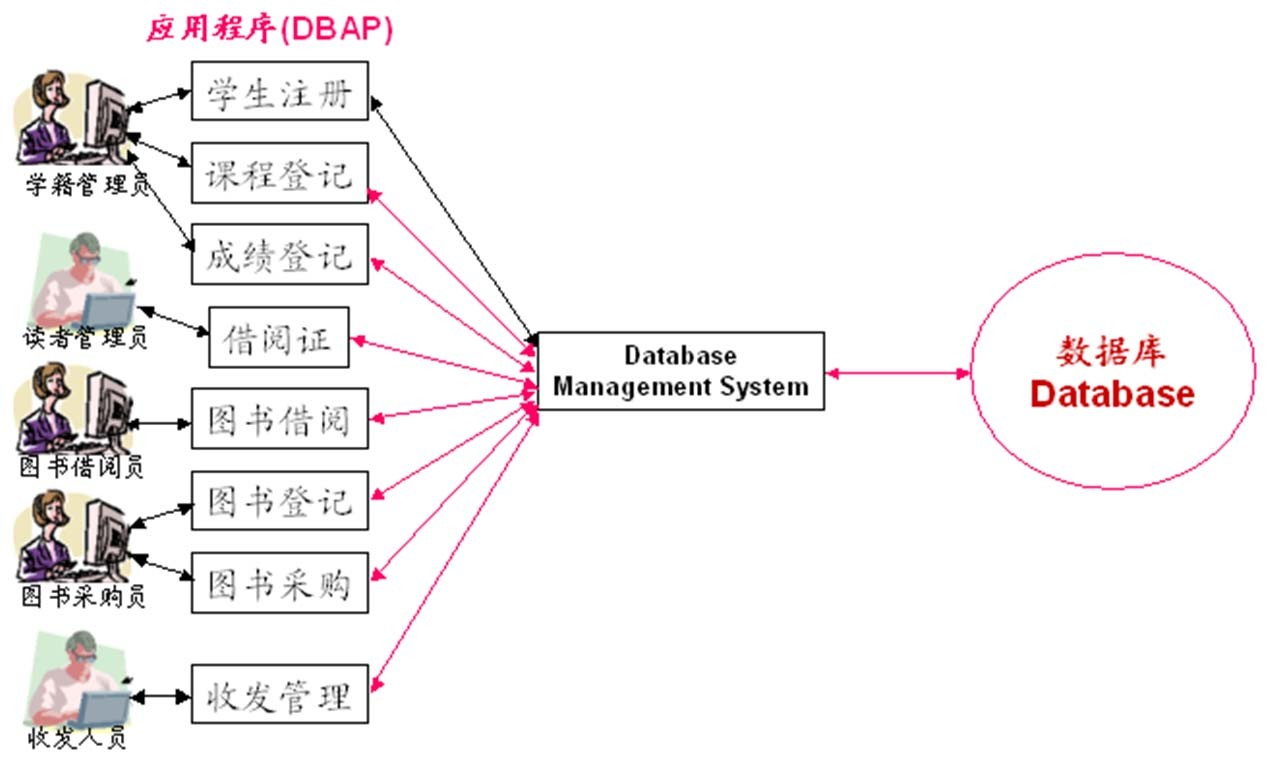 应用程序(DBAP)
学生注册
学籍管理员
课程登记
成绩登记
读者管理员
借阅证
图书借阅员
图书借阅
图书登记
图书采购员
图书采购
收发人员
收发管理
Database
Management System
数据库
Database